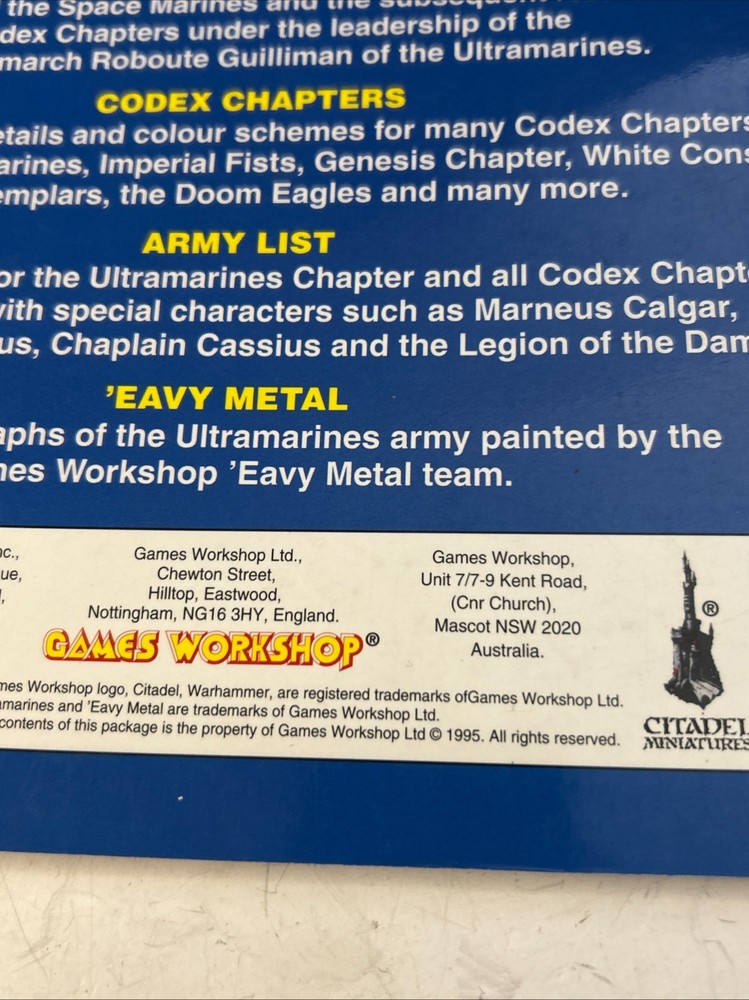 the Space Marines and the subsequent
dex Chapters under the leadership of the
march Roboute Guilliman of the Ultramarines.
CODEX CHAPTERS
etails and colour schemes for many Codex Chapters
arines, Imperial Fists, Genesis Chapter, White Cons
emplars, the Doom Eagles and many more.
ARMY LIST
or the Ultramarines Chapter and all Codex Chapt
with special characters such as Marneus Calgar,
us, Chaplain Cassius and the Legion of the Dam
'EAVY METAL
aphs of the Ultramarines army painted by the
mes Workshop 'Eavy Metal team.
nc.,
ue,
Games Workshop Ltd.,
Chewton Street,
Hilltop, Eastwood,
Nottingham, NG16 3HY, England.
GAMES WORKSHOP®
Games Workshop,
Unit 7/7-9 Kent Road,
(Cnr Church),
Mascot NSW 2020
Australia.
®
CITADEL
MINIATURES
mes Workshop logo, Citadel, Warhammer, are registered trademarks ofGames Workshop Ltd.
amarines and 'Eavy Metal are trademarks of Games Workshop Ltd.
contents of this package is the property of Games Workshop Ltd © 1995. All rights reserved.